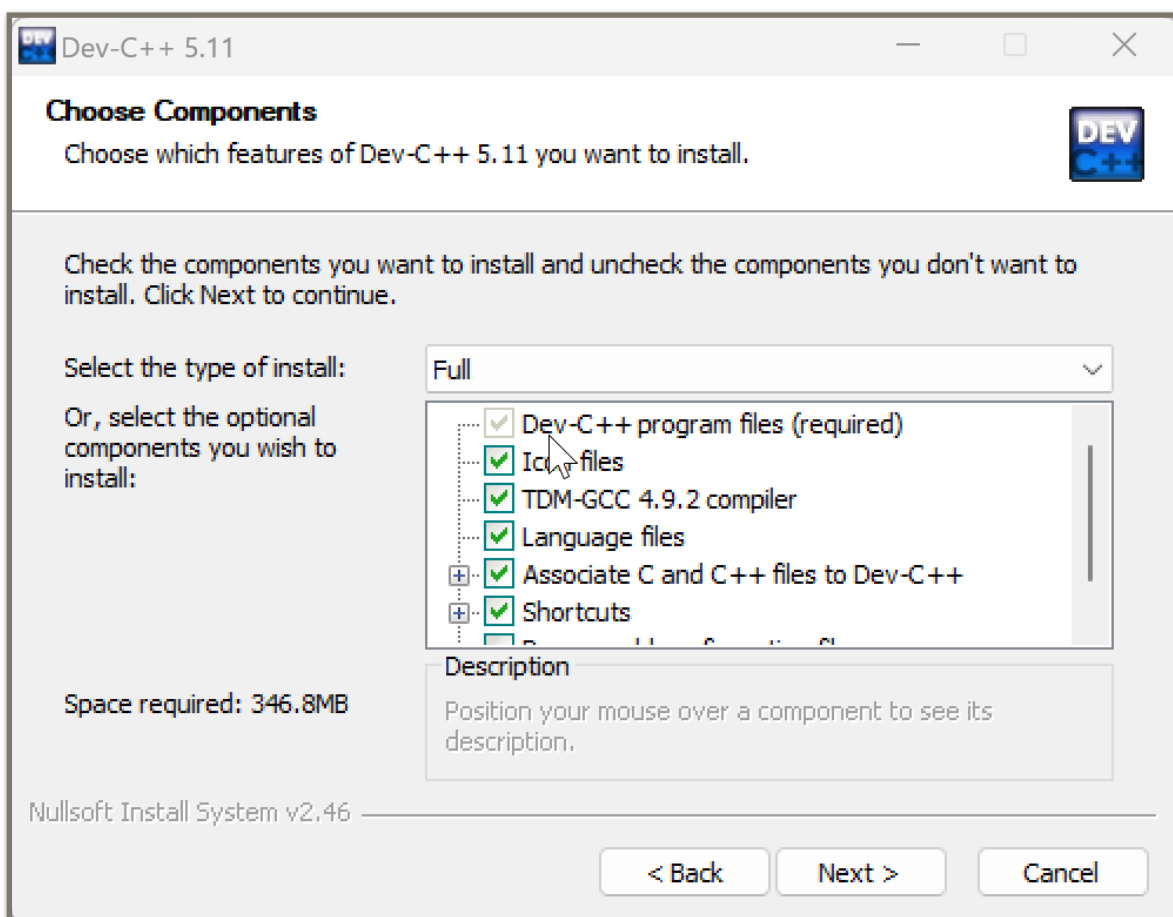 Dev-C++ 5.11
Choose Components
Choose which features of Dev-C++ 5.11 you want to install.
DEV
C++
Check the components you want to install and uncheck the components you don't want to
install. Click Next to continue.
Select the type of install:
Full
Or, select the optional
components you wish to
install:
Dev-C++ program files (required)
files
TDM-GCC 4.9.2 compiler
Language files
Associate C and C++ files to Dev-C++
Shortcuts
Space required: 346.8MB
Description
Position your mouse over a component to see its
description.
Nullsoft Install System v2.46
< Back
Next >
Cancel